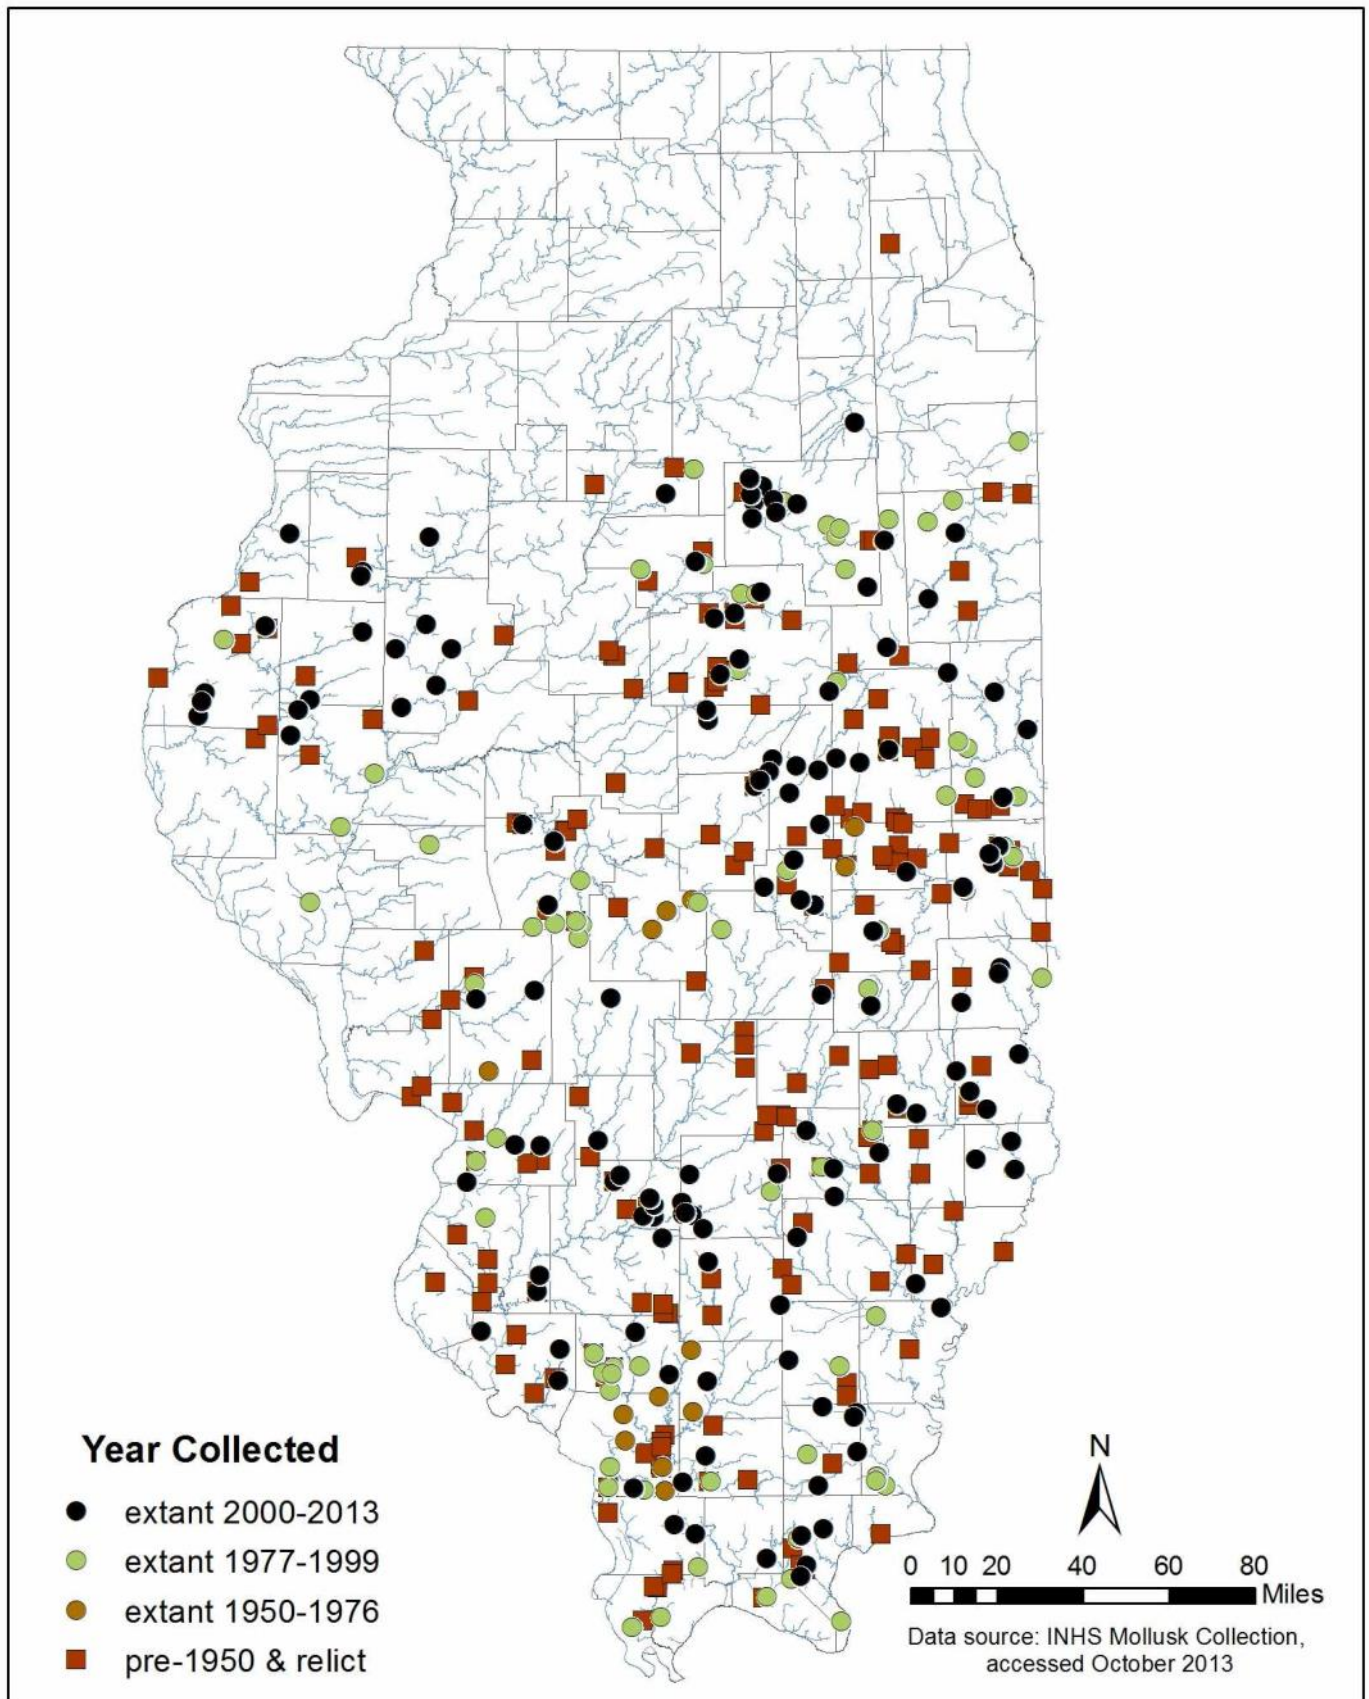 Year Collected
extant 2000-2013
extant 1977-1999
extant 1950-1976
pre-1950 & relict
N
0 10 20 40 60 80
Miles
Data source: INHS Mollusk Collection,
accessed October 2013